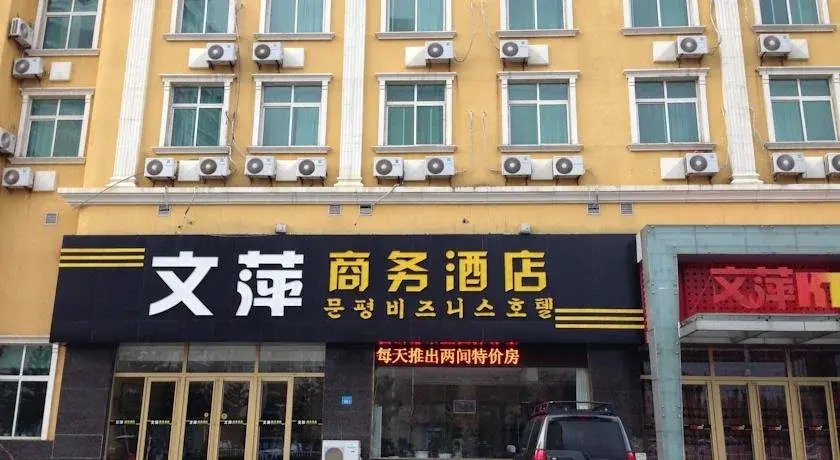 文萍 商务酒店
문평비즈니스호텔
每天推出两间特价房
文萍KT